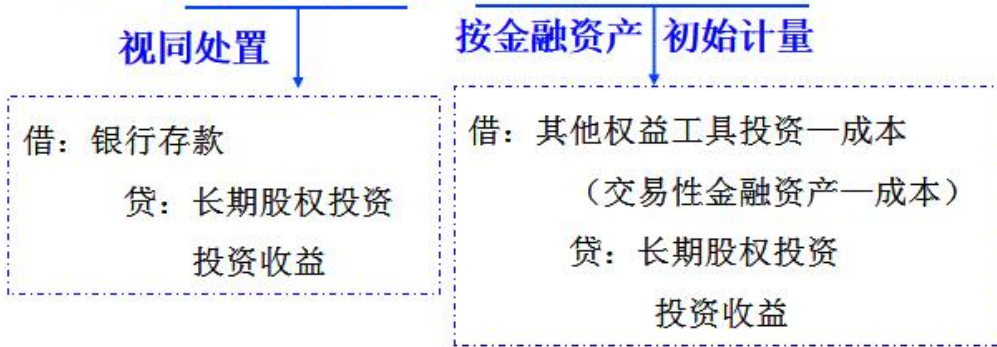 视同处置
按金融资产 初始计量
借：银行存款
贷：长期股权投资
投资收益
借：其他权益工具投资—成本
（交易性金融资产—成本）
贷：长期股权投资
投资收益